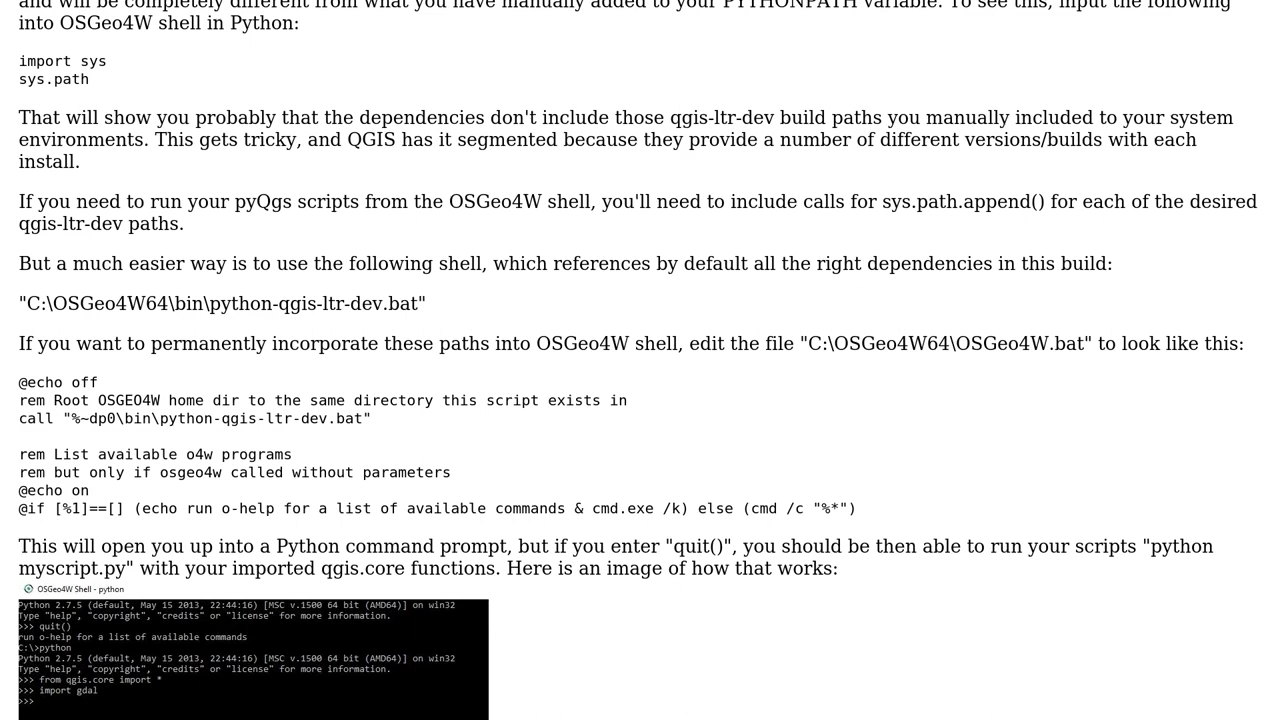 and will be completely different from what you have manually added to your PYTHONPATH variable. To see this, input the following
into OSGeo4W shell in Python:
import sys
sys.path
That will show you probably that the dependencies don't include those qgis-ltr-dev build paths you manually included to your system
environments. This gets tricky, and QGIS has it segmented because they provide a number of different versions/builds with each
install.
If you need to run your pyQgs scripts from the OSGeo4W shell, you'll need to include calls for sys.path.append() for each of the desired
qgis-ltr-dev paths.
But a much easier way is to use the following shell, which references by default all the right dependencies in this build:
"C:\OSGeo4W64\bin\python-qgis-ltr-dev.bat"
If you want to permanently incorporate these paths into OSGeo4W shell, edit the file "C:\OSGeo4W64\OSGeo4W.bat" to look like this:
@echo off
rem Root OSGEO4W home dir to the same directory this script exists in
call "%~dp0\bin\python-qgis-ltr-dev.bat"
rem List available o4w programs
rem but only if osgeo4w called without parameters
@echo on
@if [%1]==[] (echo run o-help for a list of available commands & cmd.exe /k) else (cmd /c "%*")
This will open you up into a Python command prompt, but if you enter "quit()", you should be then able to run your scripts "python
myscript.py" with your imported qgis.core functions. Here is an image of how that works:
OSGeo4W Shell - python
Python 2.7.5 (default, May 15 2013, 22:44:16) [MSC v.1500 64 bit (AMD64)] on win32
Type "help", "copyright", "credits" or "license" for more information.
>>> quit()
run o-help for a list of available commands
C:\>python
Python 2.7.5 (default, May 15 2013, 22:44:16) [MSC v.1500 64 bit (AMD64)] on win32
Type "help", "copyright", "credits" or "license" for more information.
>>> from qgis.core import *
>>> import gdal
>>>